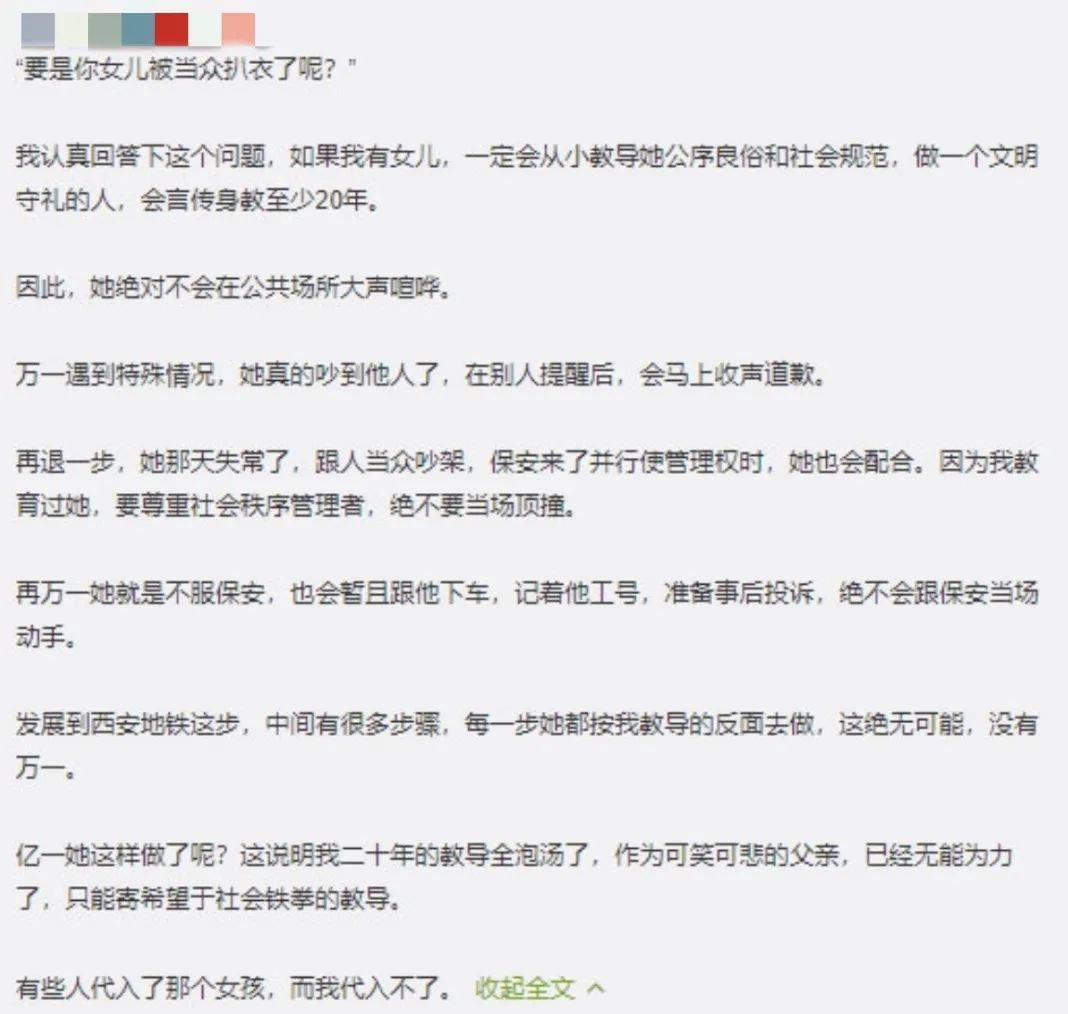 “要是你女儿被当众扒衣了呢？”
我认真回答下这个问题，如果我有女儿，一定会从小教导她公序良俗和社会规范，做一个文明
守礼的人，会言传身教至少20年。
因此，她绝对不会在公共场所大声喧哗。
万一遇到特殊情况，她真的吵到他人了，在别人提醒后，会马上收声道歉。
再退一步，她那天失常了，跟人当众吵架，保安来了并行使管理权时，她也会配合。因为我教
育过她，要尊重社会秩序管理者，绝不要当场顶撞。
再万一她就是不服保安，也会暂且跟他下车，记着他工号，准备事后投诉，绝不会跟保安当场
动手。
发展到西安地铁这步，中间有很多步骤，每一步她都按我教导的反面去做，这绝无可能，没有
万一。
亿一她这样做了呢？这说明我二十年的教导全泡汤了，作为可笑可悲的父亲，已经无能为力
了，只能寄希望于社会铁拳的教导。
有些人代入了那个女孩，而我代入不了。 收起全文